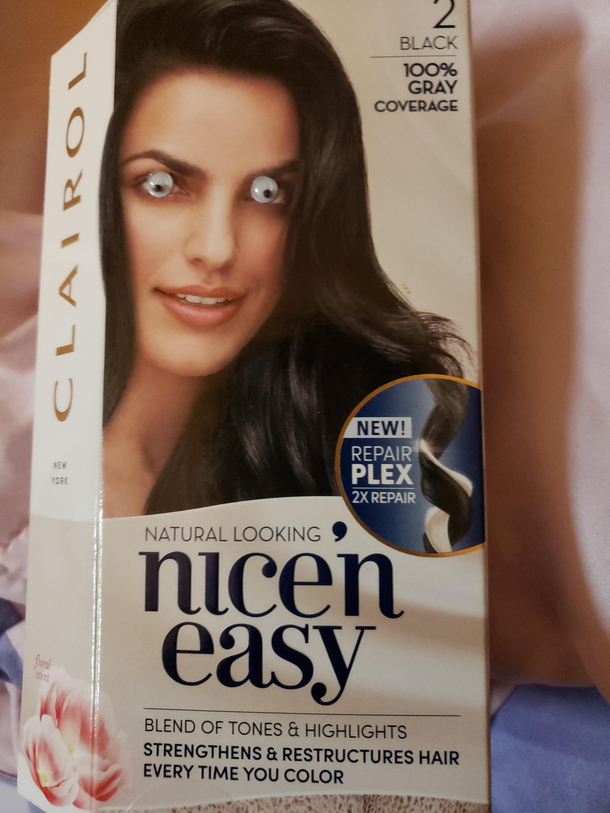 CLAIROL
NEW
YORK
floral
scent
2
BLACK
100%
GRAY
COVERAGE
NEW!
REPAIR
PLEX
2X REPAIR
NATURAL LOOKING
nice'n
easy
BLEND OF TONES & HIGHLIGHTS
STRENGTHENS & RESTRUCTURES HAIR
EVERY TIME YOU COLOR